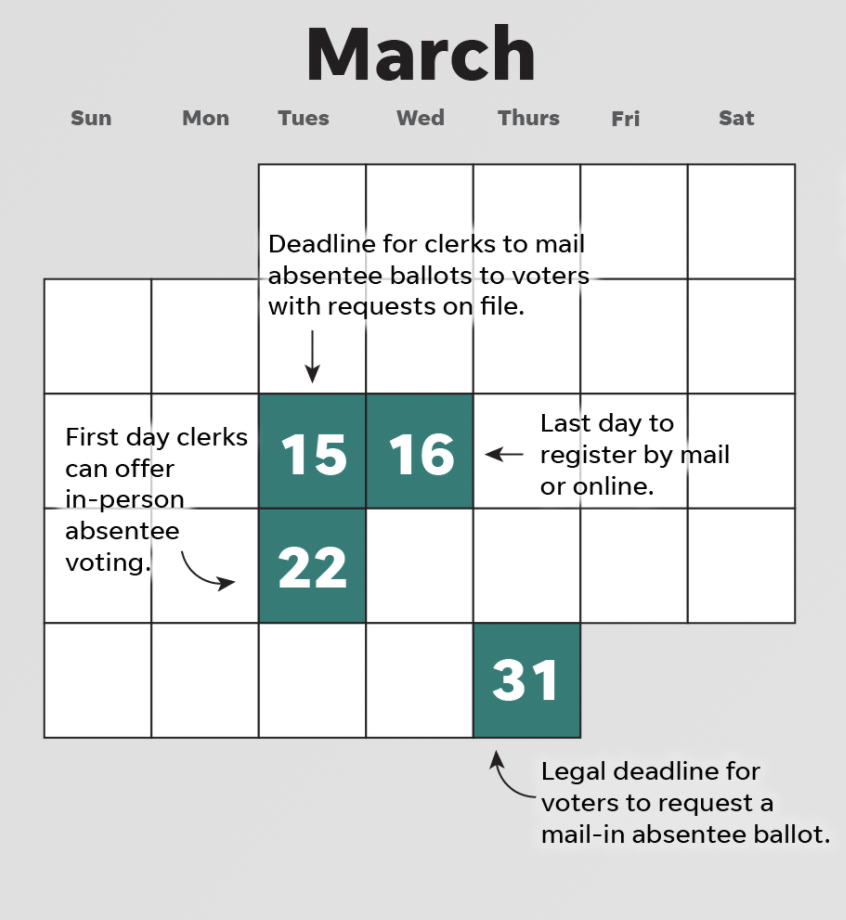 March
Sun Mon Tues Wed Thurs Fri Sat
Deadline for clerks to mail
absentee ballots to voters
with requests on file.
15 16
Last day to
register by mail
or online.
First day clerks
can offer
in-person
absentee
voting.
22
31
Legal deadline for
voters to request a
mail-in absentee ballot.